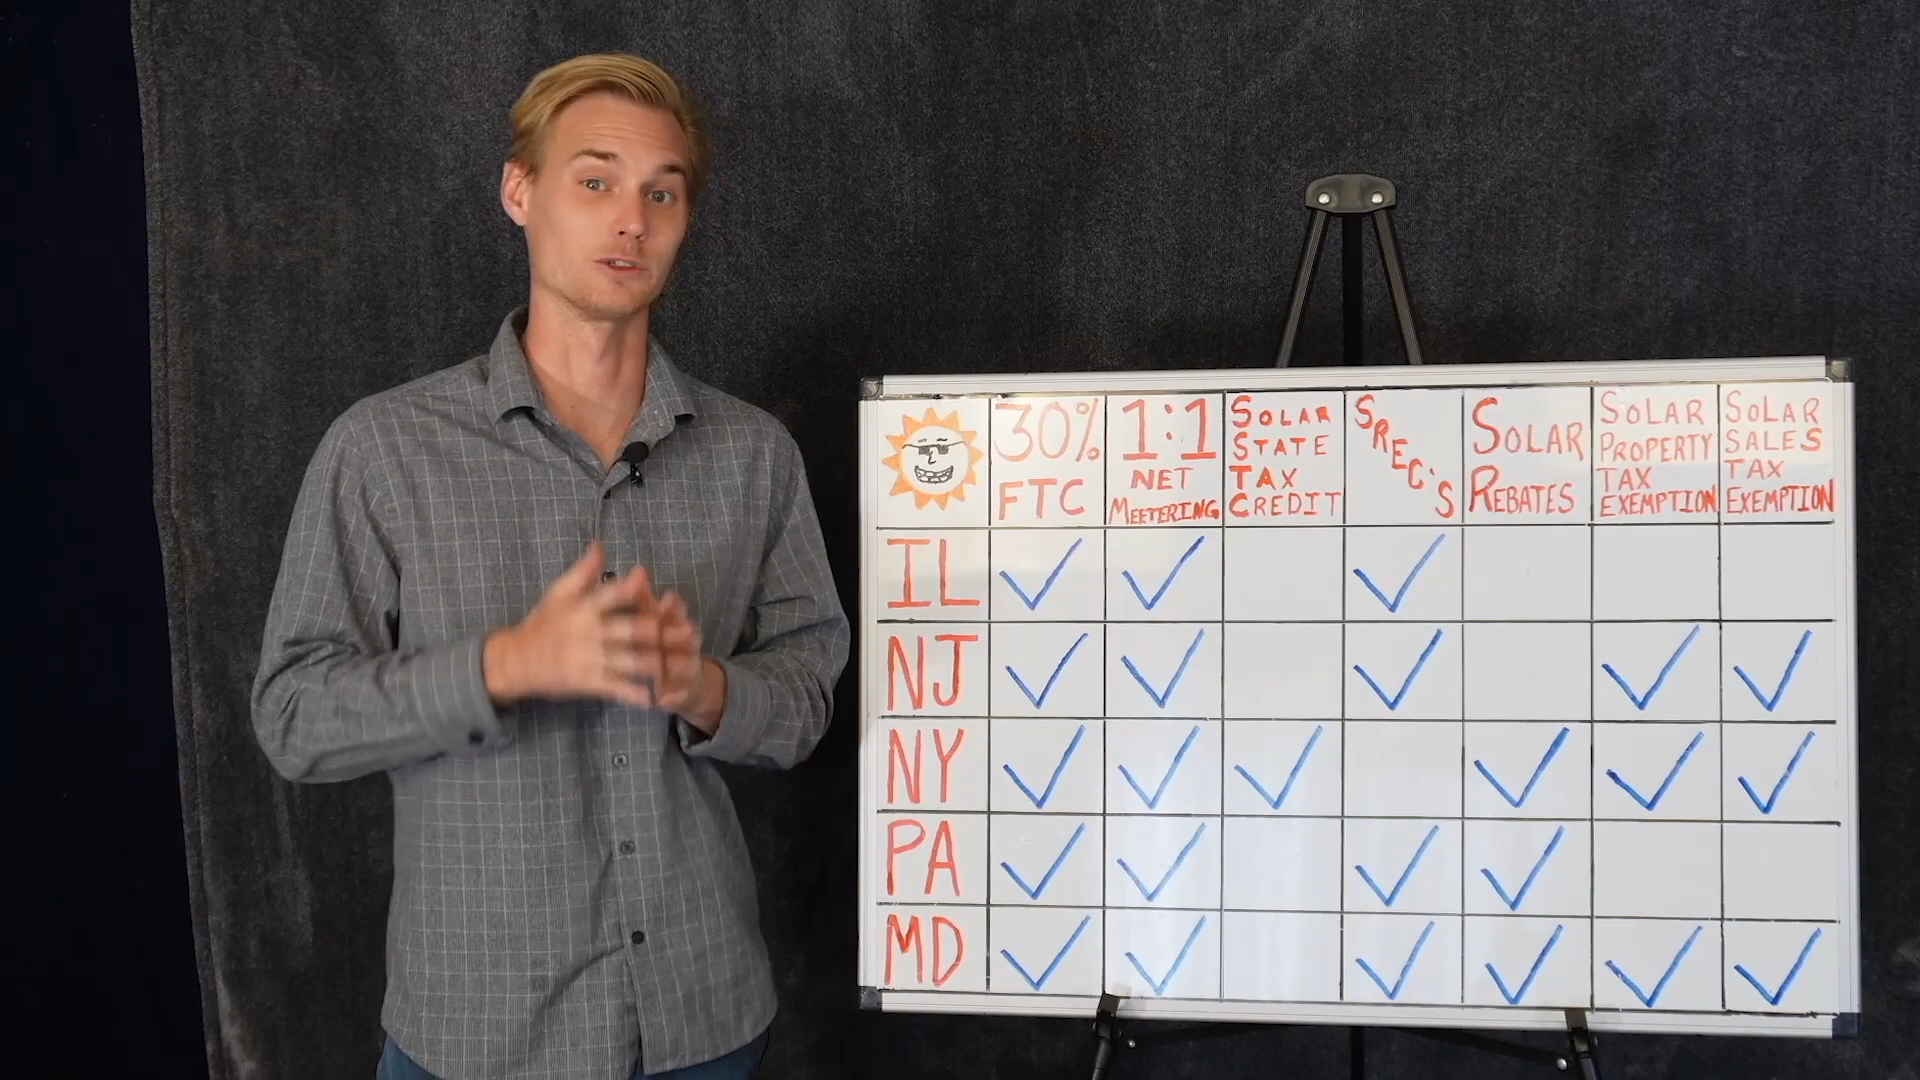 30%
FTC
1:1
NET
MEETERING
SOLAR
STATE
TAX
CREDIT
SREC'S
SOLAR
REBATES
SOLAR
PROPERTY
TAX
EXEMPTION
SOLAR
SALES
TAX
EXEMPTION
IL
NJ
NY
PA
MD